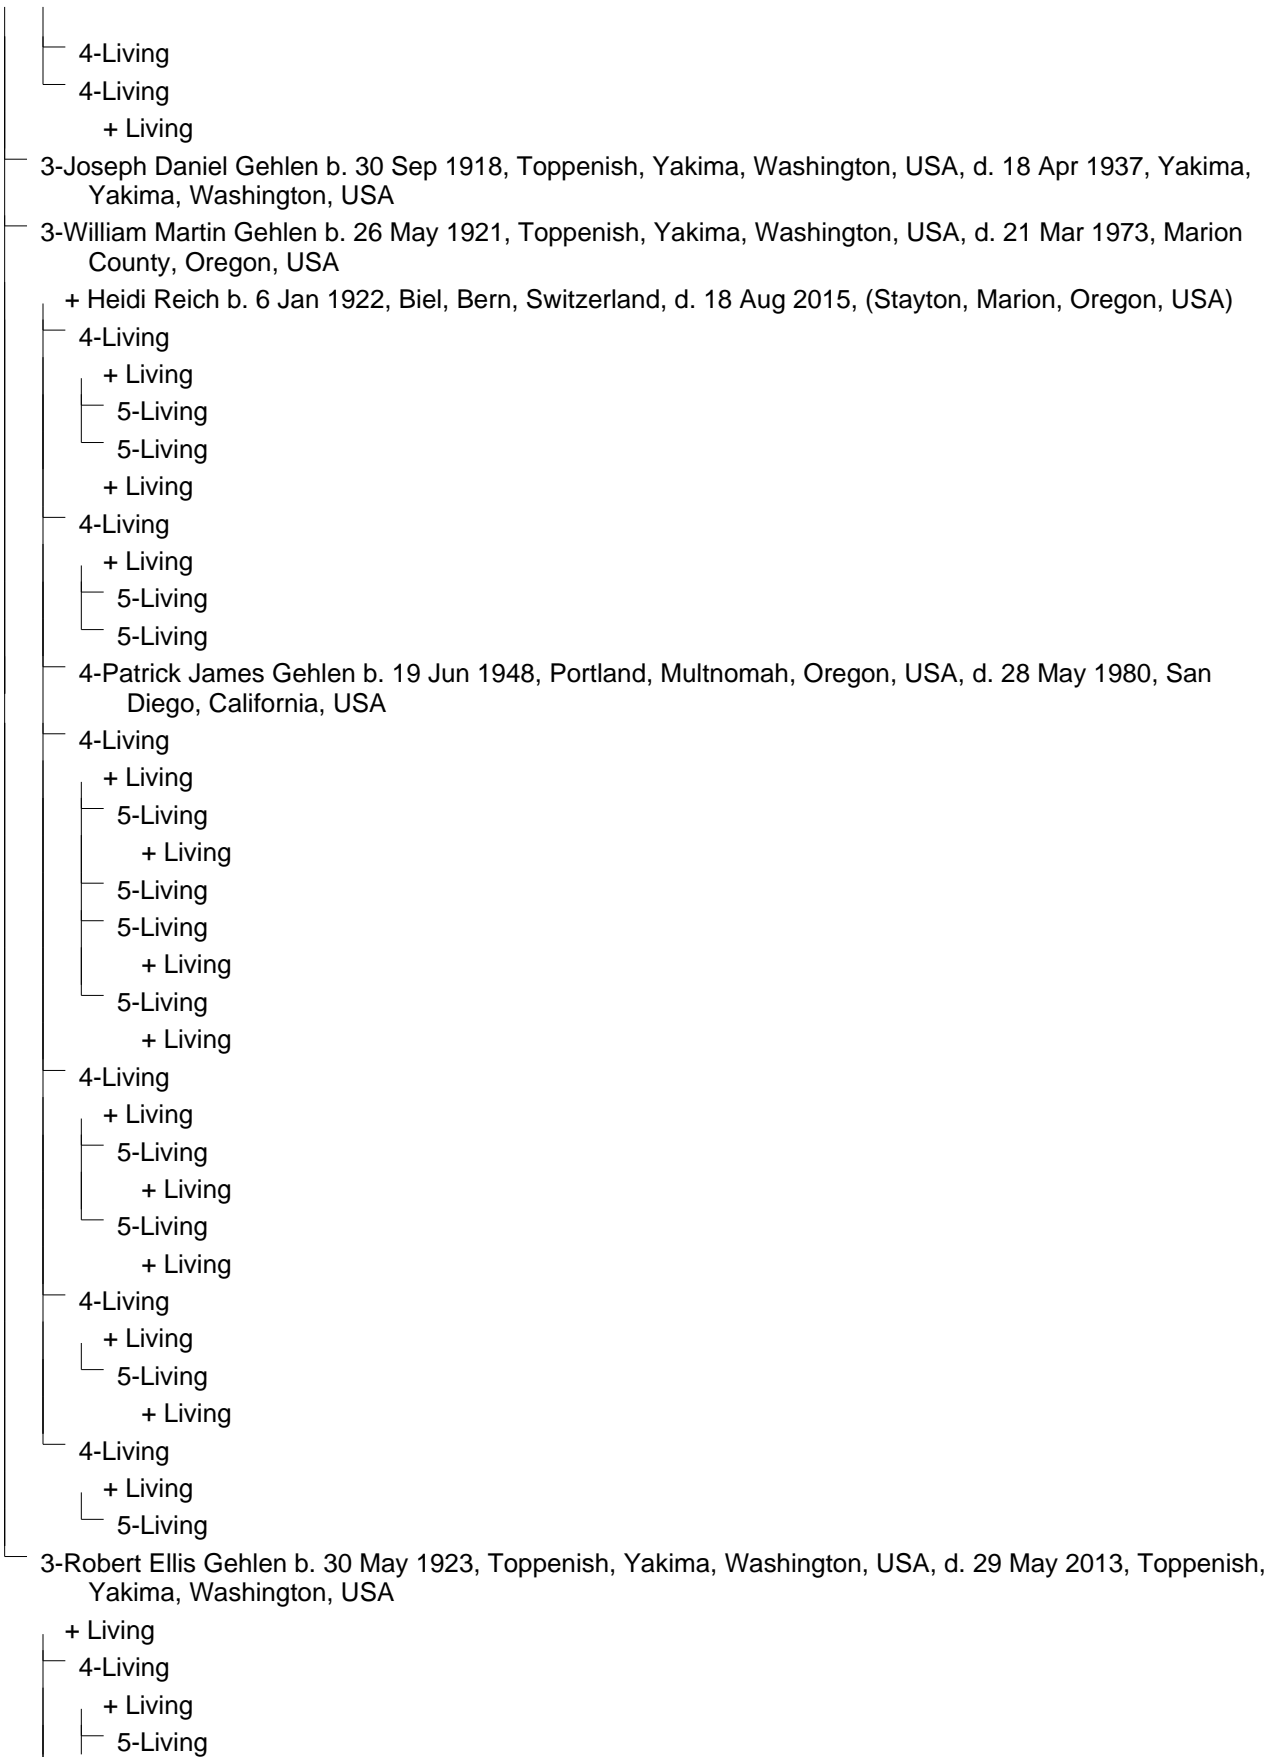 4-Living
4-Living
+ Living
3-Joseph Daniel Gehlen b. 30 Sep 1918, Toppenish, Yakima, Washington, USA, d. 18 Apr 1937, Yakima,
Yakima, Washington, USA
3-William Martin Gehlen b. 26 May 1921, Toppenish, Yakima, Washington, USA, d. 21 Mar 1973, Marion
County, Oregon, USA
+ Heidi Reich b. 6 Jan 1922, Biel, Bern, Switzerland, d. 18 Aug 2015, (Stayton, Marion, Oregon, USA)
4-Living
+ Living
5-Living
5-Living
+ Living
4-Living
+ Living
5-Living
5-Living
4-Patrick James Gehlen b. 19 Jun 1948, Portland, Multnomah, Oregon, USA, d. 28 May 1980, San
Diego, California, USA
4-Living
+ Living
5-Living
+ Living
5-Living
5-Living
+ Living
5-Living
+ Living
4-Living
+ Living
5-Living
+ Living
5-Living
+ Living
4-Living
+ Living
5-Living
+ Living
4-Living
+ Living
5-Living
3-Robert Ellis Gehlen b. 30 May 1923, Toppenish, Yakima, Washington, USA, d. 29 May 2013, Toppenish,
Yakima, Washington, USA
+ Living
4-Living
+ Living
5-Living